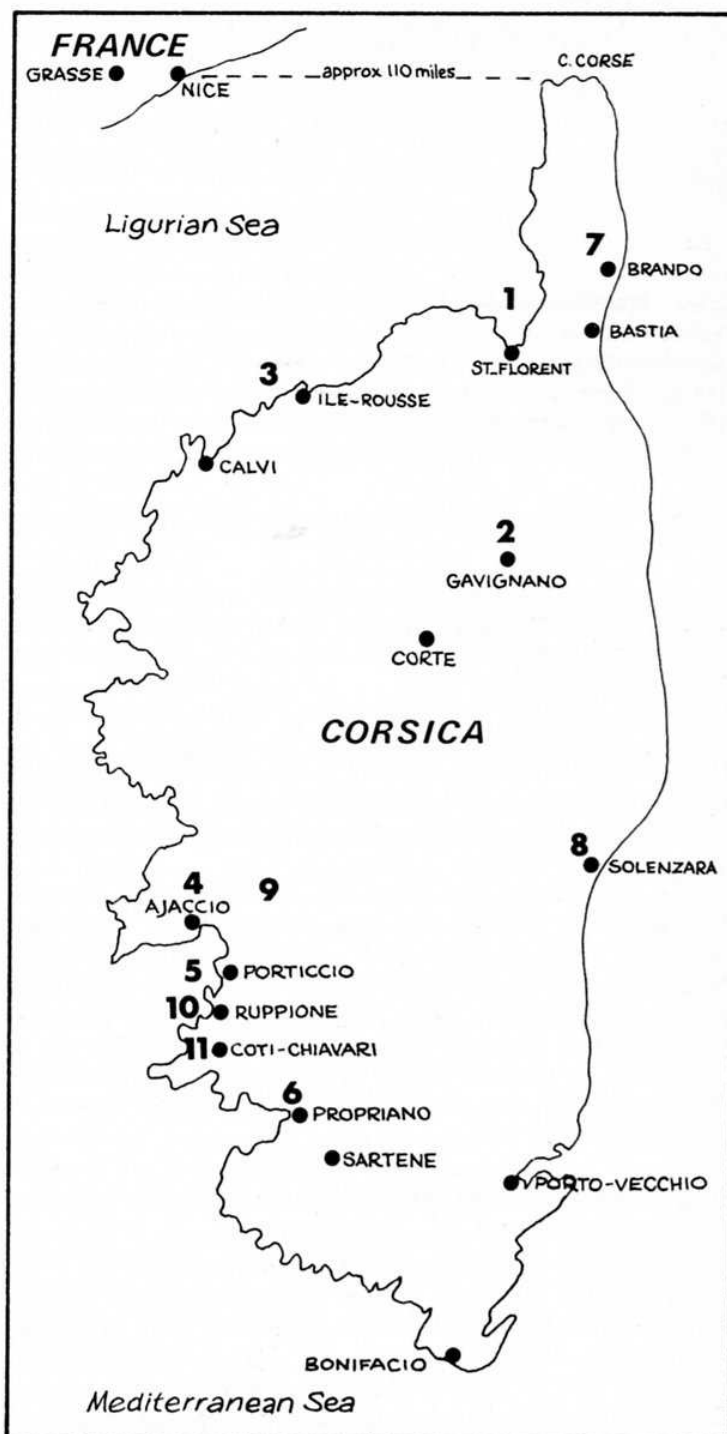 FRANCE
GRASSE
NICE
approx 110 miles
C. CORSE
Ligurian Sea
7
BRANDO
1
BASTIA
ST-FLORENT
3
ILE-ROUSSE
CALVI
2
GAVIGNANO
CORTE
CORSICA
8
SOLENZARA
4
9
AJACCIO
5
PORTICCIO
10
RUPPIONE
11
COTI-CHIAVARI
6
PROPRIANO
SARTENE
PORTO-VECCHIO
BONIFACIO
Mediterranean Sea